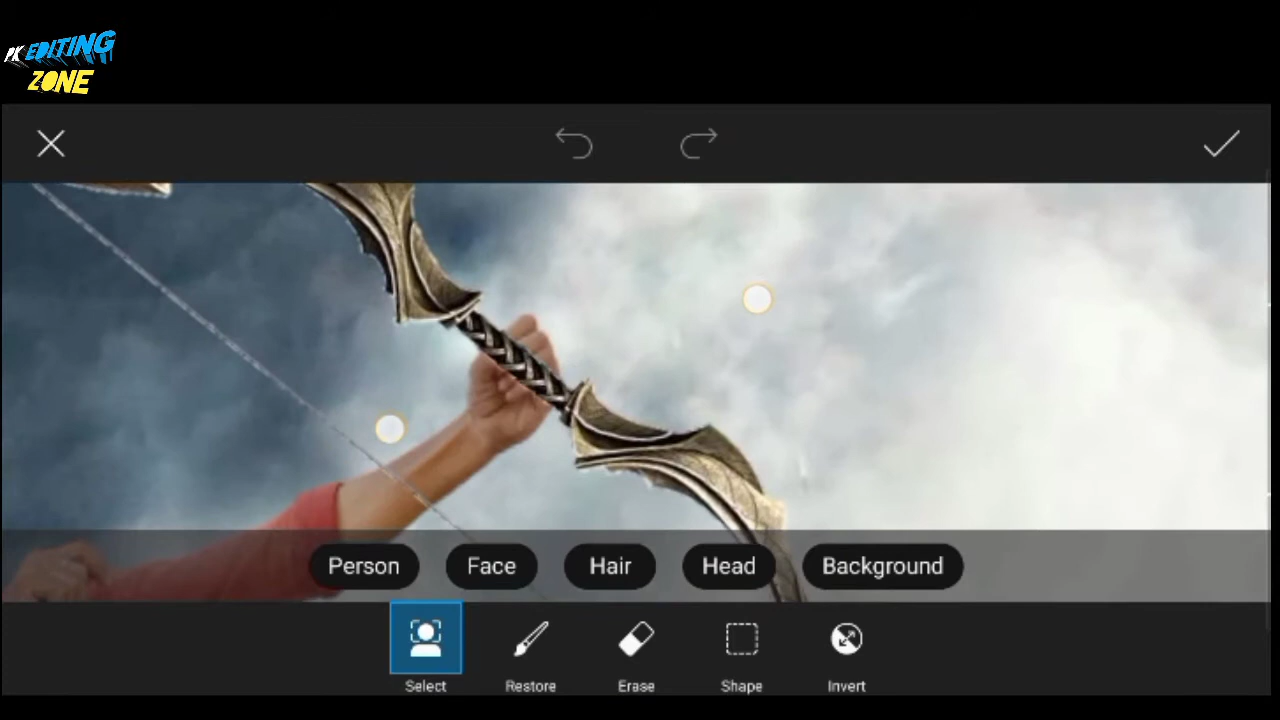 PK EDITING
ZONE
Person Face Hair Head Background
Select Restore Erase Shape Invert